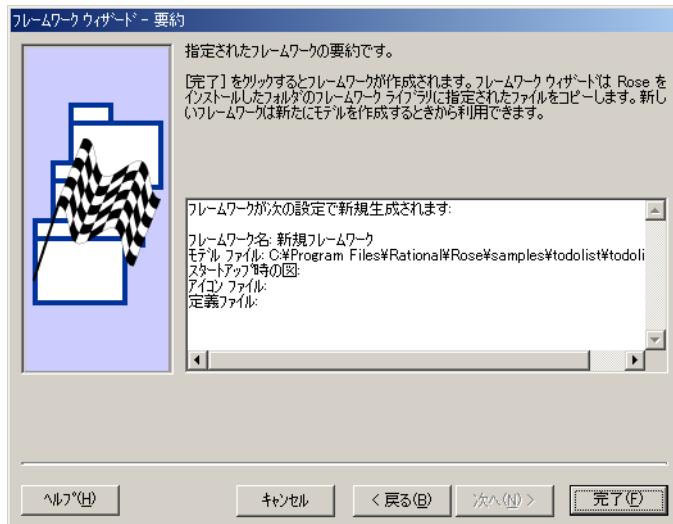 フレームワーク ウィザード - 要約
指定されたフレームワークの要約です。
[完了] をクリックするとフレームワークが作成されます。フレームワーク ウィザードは Rose を
インストールしたフォルダのフレームワーク ライブラリに指定されたファイルをコピーします。新し
いフレームワークは新たにモデルを作成するときから利用できます。
フレームワークが次の設定で新規生成されます:
フレームワーク名: 新規フレームワーク
モデル ファイル: C:¥Program Files¥Rational¥Rose¥samples¥todolist¥todoli
スタートアップ時の図:
アイコン ファイル:
定義ファイル:
ヘルプ(H)
キャンセル
< 戻る(B)
次へ(N) >
完了(F)